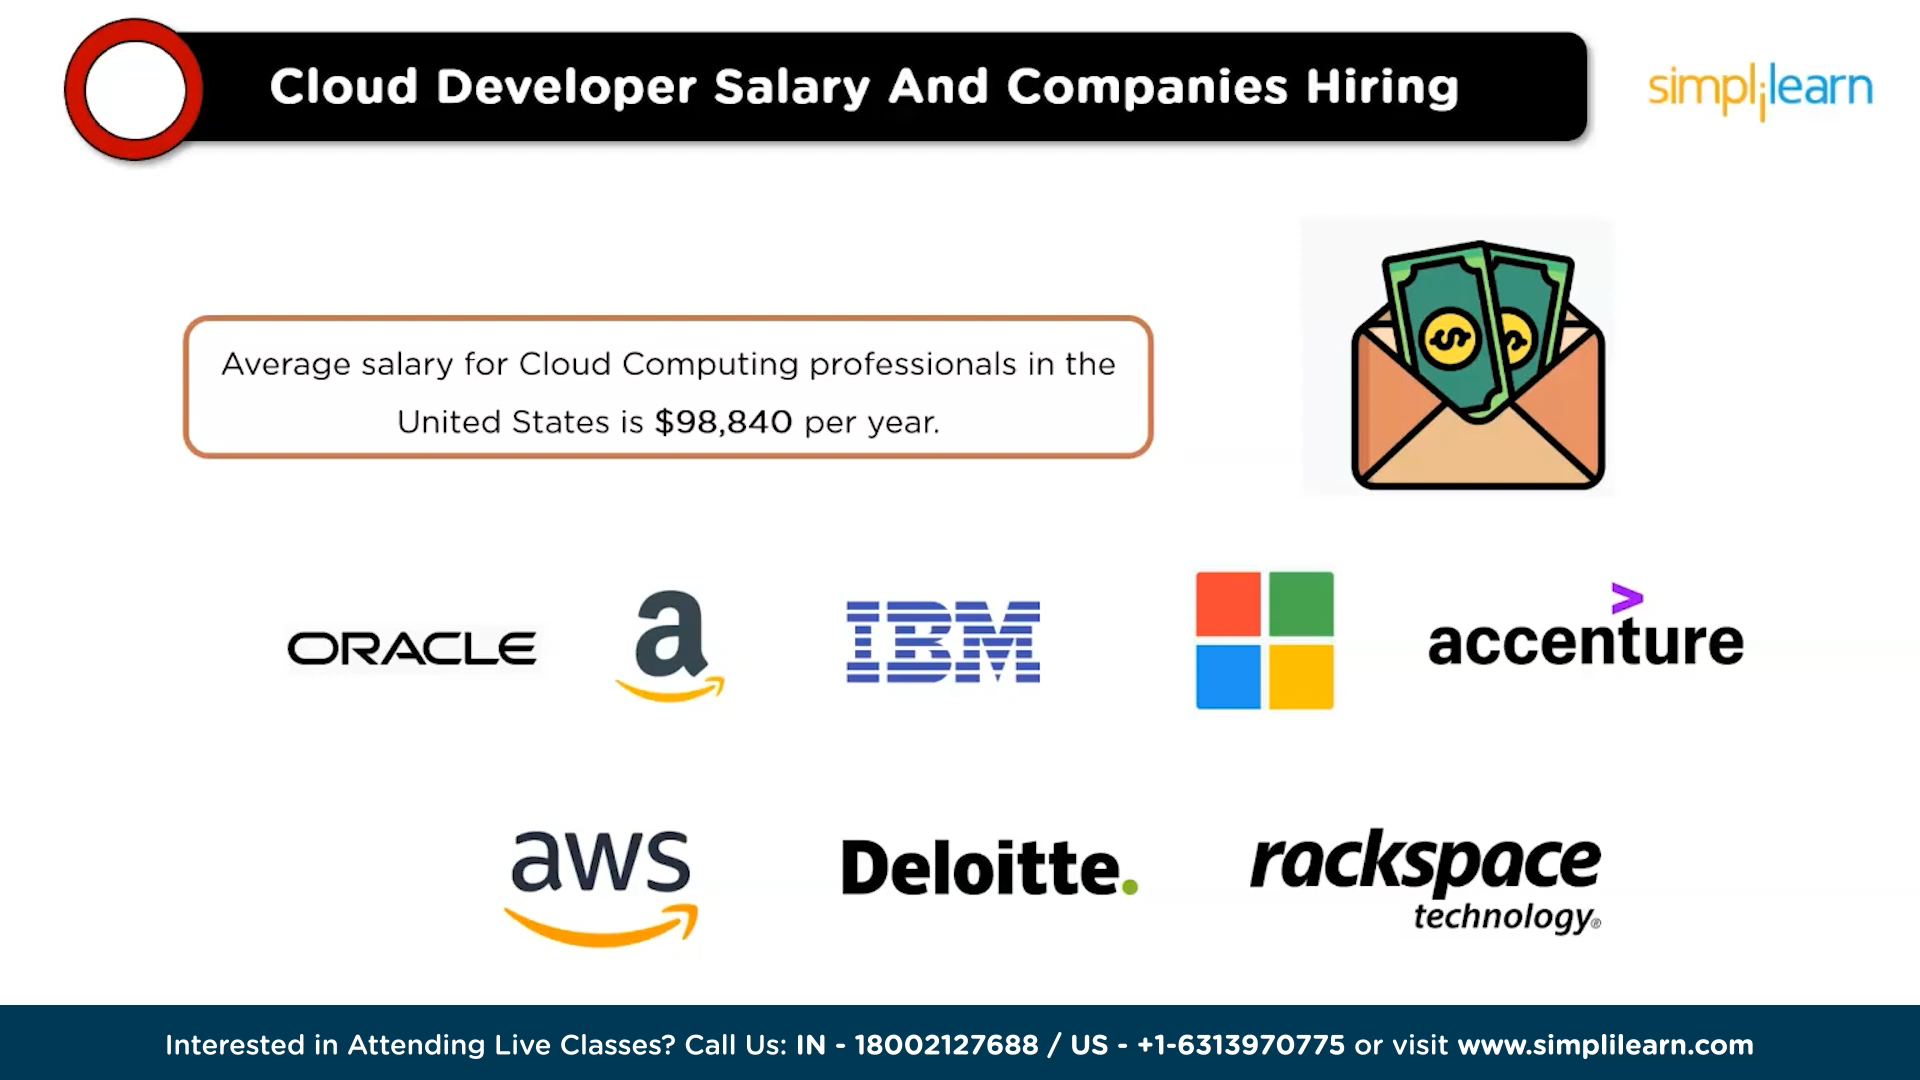 Cloud Developer Salary And Companies Hiring
simplilearn
Average salary for Cloud Computing professionals in the
United States is $98,840 per year.
ORACLE
a
IBM
accenture
aws
Deloitte.
rackspace
technology®
Interested in Attending Live Classes? Call Us: IN - 18002127688 / US - +1-6313970775 or visit www.simplilearn.com